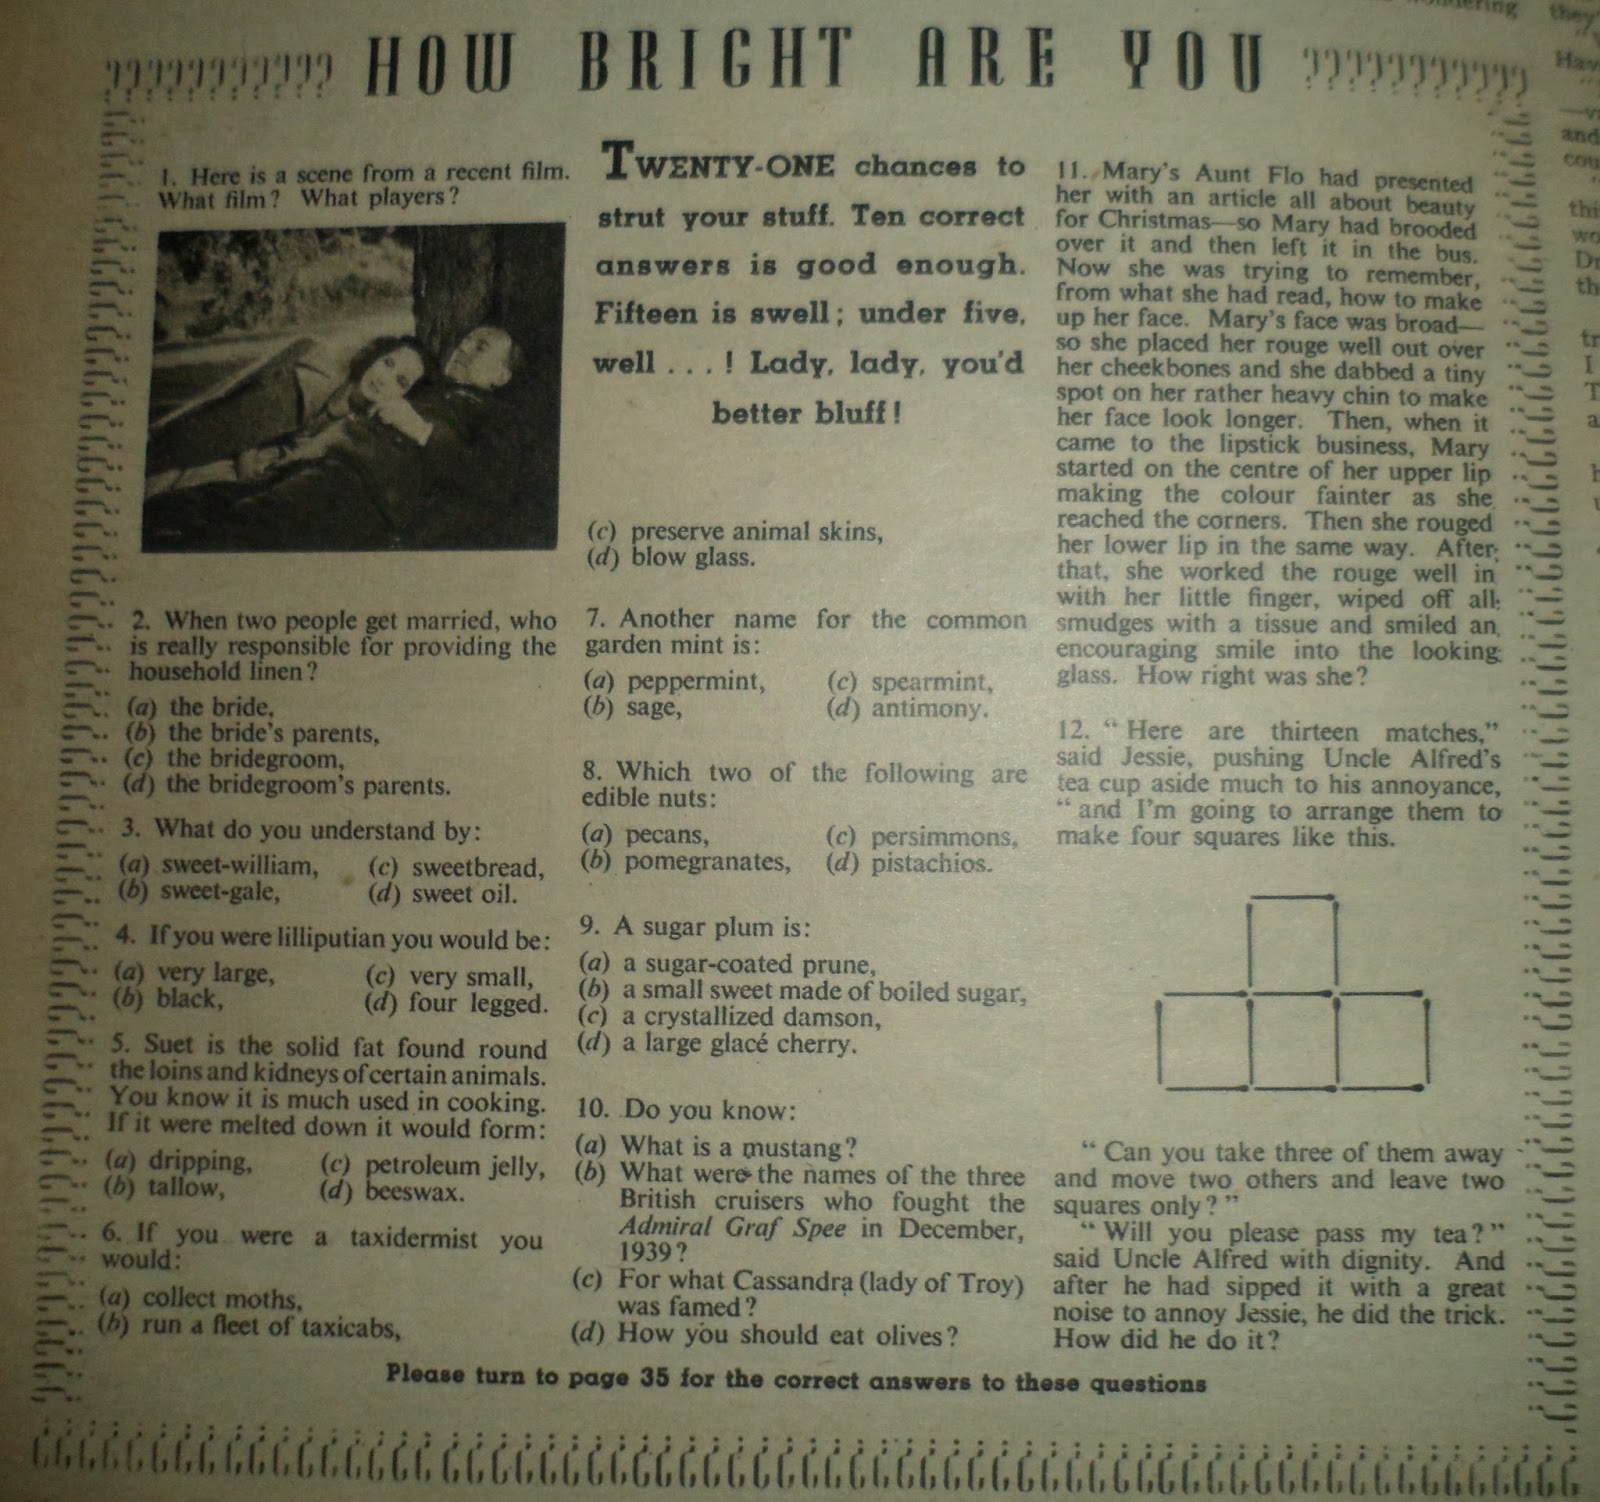 ??????????? HOW BRIGHT ARE YOU ???????????
1. Here is a scene from a recent film.
What film? What players?
2. When two people get married, who
is really responsible for providing the
household linen?
(a) the bride,
(b) the bride's parents,
(c) the bridegroom,
(d) the bridegroom's parents.
3. What do you understand by:
(a) sweet-william, (c) sweetbread,
(b) sweet-gale, (d) sweet oil.
4. If you were lilliputian you would be:
(a) very large, (c) very small,
(b) black, (d) four legged.
5. Suet is the solid fat found round
the loins and kidneys of certain animals.
You know it is much used in cooking.
If it were melted down it would form:
(a) dripping, (c) petroleum jelly,
(b) tallow, (d) beeswax.
6. If you were a taxidermist you
would:
(a) collect moths,
(b) run a fleet of taxicabs,
TWENTY-ONE chances to
strut your stuff. Ten correct
answers is good enough.
Fifteen is swell; under five,
well . . . ! Lady, lady, you'd
better bluff!
(c) preserve animal skins,
(d) blow glass.
7. Another name for the common
garden mint is:
(a) peppermint, (c) spearmint,
(b) sage, (d) antimony.
8. Which two of the following are
edible nuts:
(a) pecans, (c) persimmons,
(b) pomegranates, (d) pistachios.
9. A sugar plum is:
(a) a sugar-coated prune,
(b) a small sweet made of boiled sugar,
(c) a crystallized damson,
(d) a large glacé cherry.
10. Do you know:
(a) What is a mustang?
(b) What were the names of the three
British cruisers who fought the
Admiral Graf Spee in December,
1939?
(c) For what Cassandra (lady of Troy)
was famed?
(d) How you should eat olives?
11. Mary's Aunt Flo had presented
her with an article all about beauty
for Christmas—so Mary had brooded
over it and then left it in the bus.
Now she was trying to remember,
from what she had read, how to make
up her face. Mary's face was broad—
so she placed her rouge well out over
her cheekbones and she dabbed a tiny
spot on her rather heavy chin to make
her face look longer. Then, when it
came to the lipstick business, Mary
started on the centre of her upper lip
making the colour fainter as she
reached the corners. Then she rouged
her lower lip in the same way. After
that, she worked the rouge well in
with her little finger, wiped off all
smudges with a tissue and smiled an
encouraging smile into the looking
glass. How right was she?
12. "Here are thirteen matches,"
said Jessie, pushing Uncle Alfred's
tea cup aside much to his annoyance,
"and I'm going to arrange them to
make four squares like this.
"Can you take three of them away
and move two others and leave two
squares only?"
"Will you please pass my tea?"
said Uncle Alfred with dignity. And
after he had sipped it with a great
noise to annoy Jessie, he did the trick.
How did he do it?
Please turn to page 35 for the correct answers to these questions